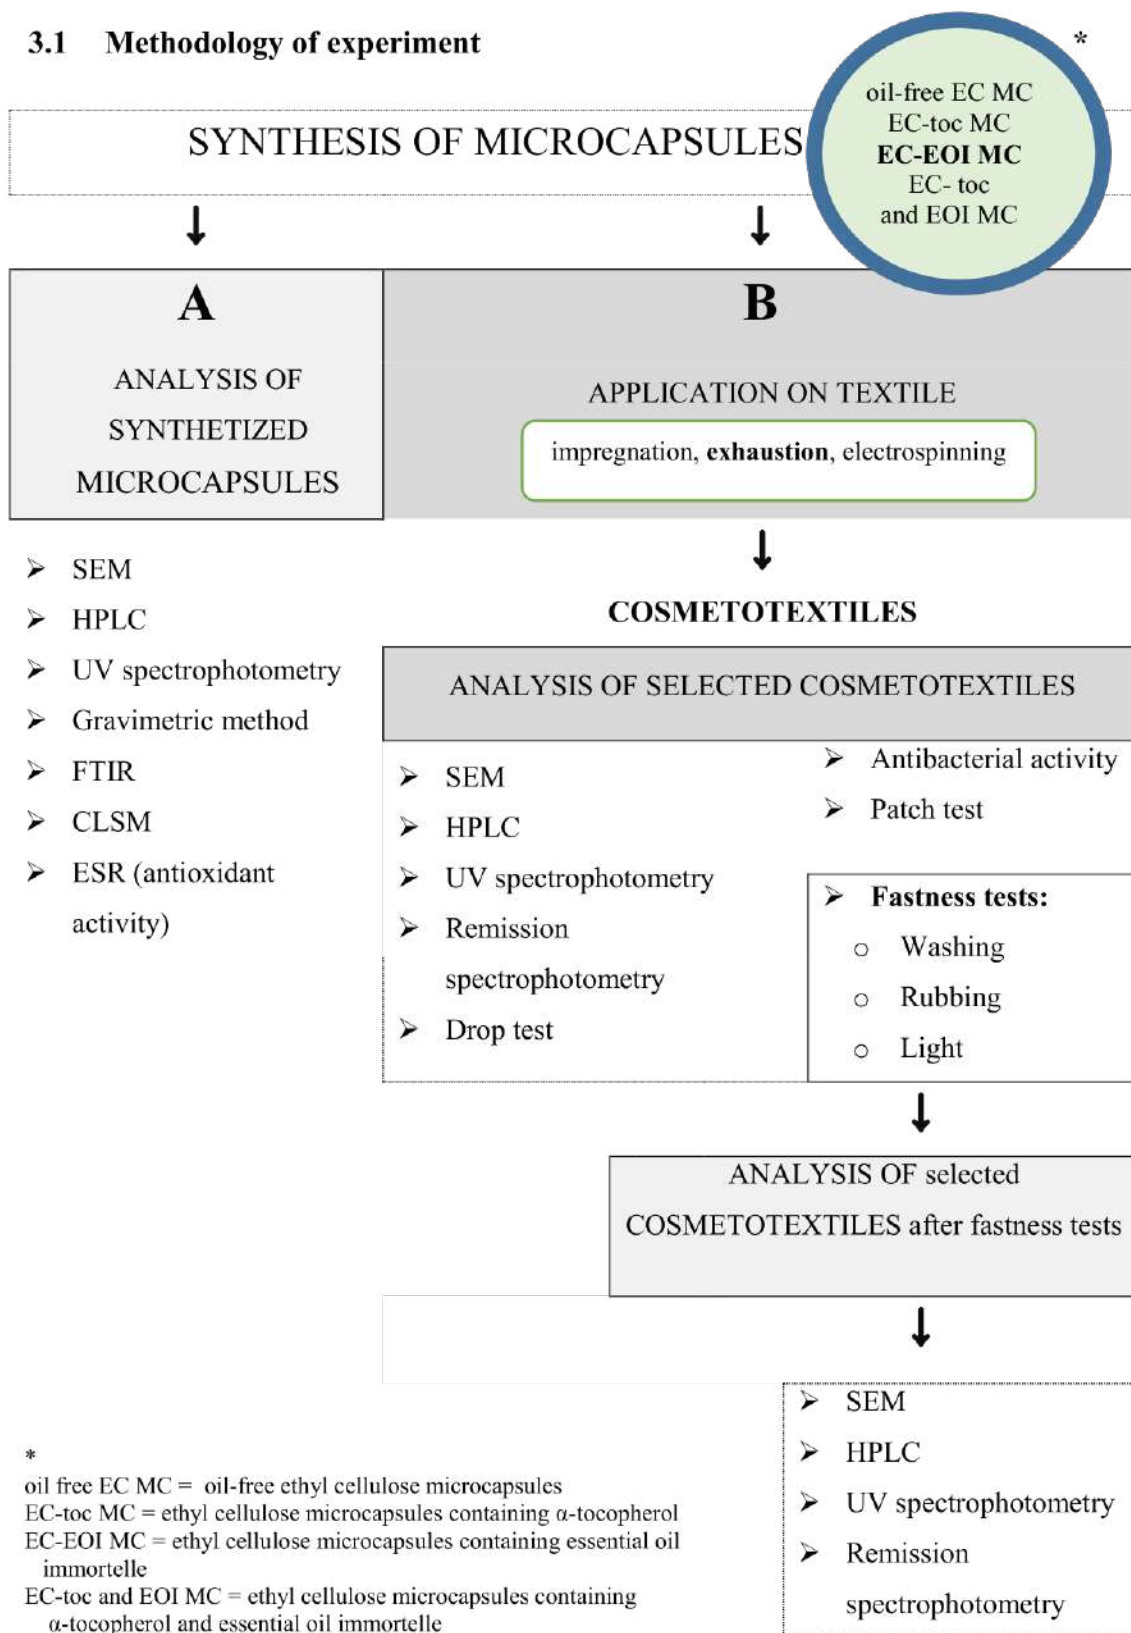 3.1 Methodology of experiment
*
SYNTHESIS OF MICROCAPSULES
oil-free EC MC
EC-toc MC
EC-EOI MC
EC- toc
and EOI MC
A
ANALYSIS OF
SYNTHETIZED
MICROCAPSULES
B
APPLICATION ON TEXTILE
impregnation, exhaustion, electrospinning
➢ SEM
➢ HPLC
➢ UV spectrophotometry
➢ Gravimetric method
➢ FTIR
➢ CLSM
➢ ESR (antioxidant
activity)
COSMETOTEXTILES
ANALYSIS OF SELECTED COSMETOTEXTILES
➢ SEM
➢ HPLC
➢ UV spectrophotometry
➢ Remission
spectrophotometry
➢ Drop test
➢ Antibacterial activity
➢ Patch test
➢ Fastness tests:
o Washing
o Rubbing
o Light
ANALYSIS OF selected
COSMETOTEXTILES after fastness tests
➢ SEM
➢ HPLC
➢ UV spectrophotometry
➢ Remission
spectrophotometry
*
oil free EC MC = oil-free ethyl cellulose microcapsules
EC-toc MC = ethyl cellulose microcapsules containing α-tocopherol
EC-EOI MC = ethyl cellulose microcapsules containing essential oil
immortelle
EC-toc and EOI MC = ethyl cellulose microcapsules containing
α-tocopherol and essential oil immortelle